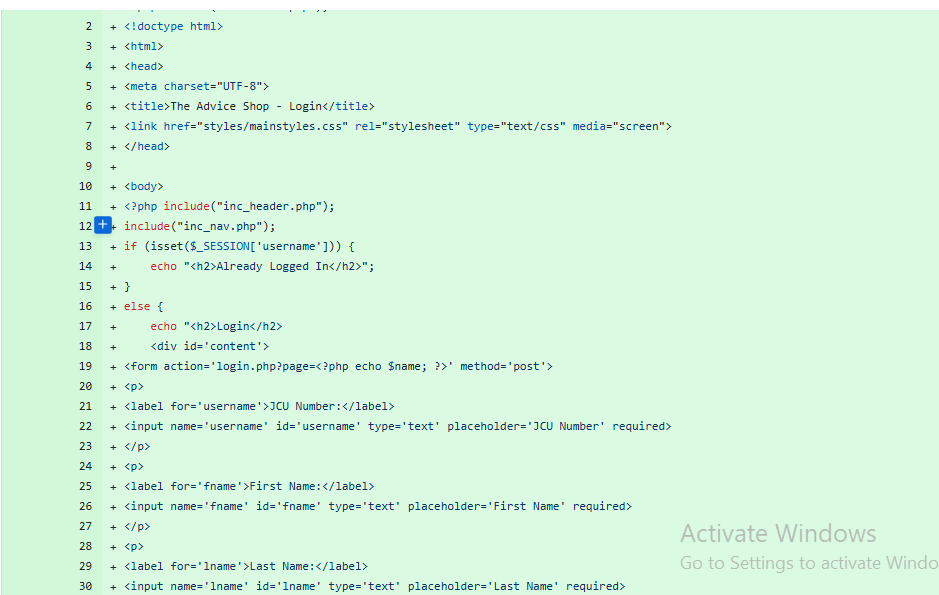 2 + <!doctype html>
3 + <html>
4 + <head>
5 + <meta charset="UTF-8">
6 + <title>The Advice Shop - Login</title>
7 + <link href="styles/mainstyles.css" rel="stylesheet" type="text/css" media="screen">
8 + </head>
9 +
10 + <body>
11 + <?php include("inc_header.php");
12 + include("inc_nav.php");
13 + if (isset($_SESSION['username'])) {
14 +     echo "<h2>Already Logged In</h2>";
15 + }
16 + else {
17 +     echo "<h2>Login</h2>
18 +     <div id='content'>
19 + <form action='login.php?page=<?php echo $name; ?>' method='post'>
20 + <p>
21 + <label for='username'>JCU Number:</label>
22 + <input name='username' id='username' type='text' placeholder='JCU Number' required>
23 + </p>
24 + <p>
25 + <label for='fname'>First Name:</label>
26 + <input name='fname' id='fname' type='text' placeholder='First Name' required>
27 + </p>
28 + <p>
29 + <label for='lname'>Last Name:</label>
30 + <input name='lname' id='lname' type='text' placeholder='Last Name' required>
Activate Windows
Go to Settings to activate Windo